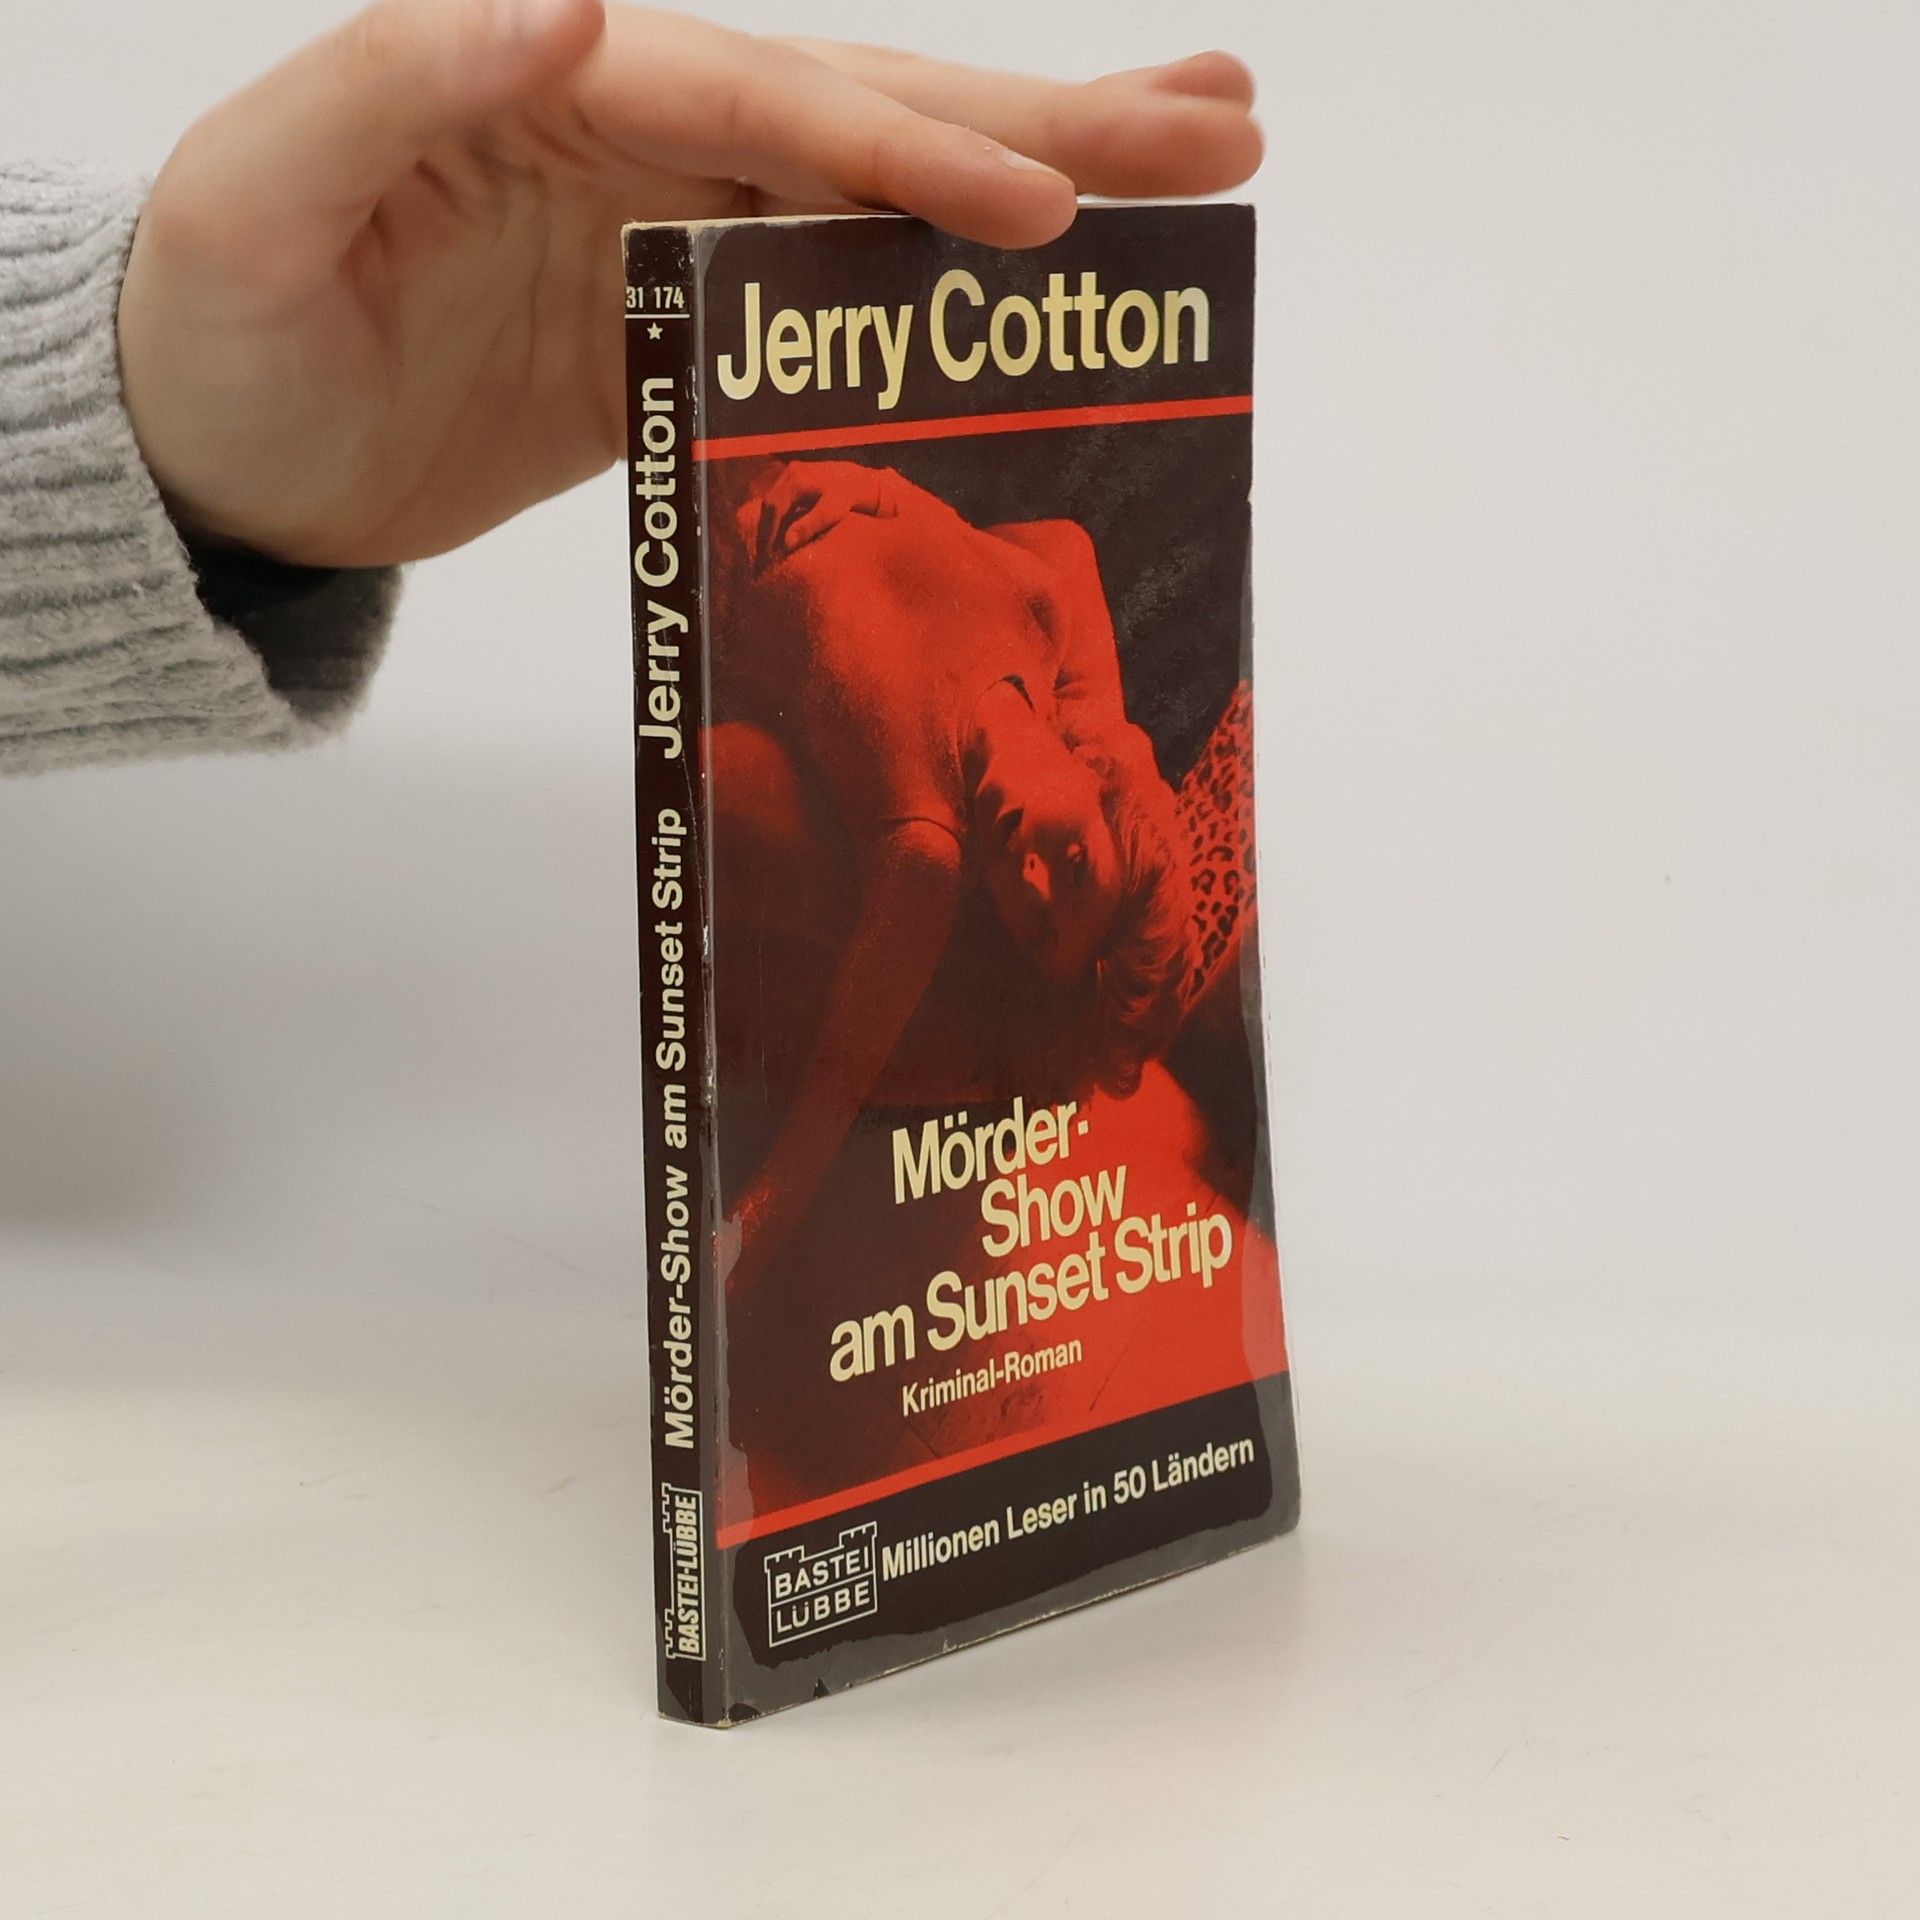 31 174
Jerry Cotton
Mörder-Show am Sunset Strip
BASTEI-LÜBBE
Jerry Cotton
Mörder-
Show
am Sunset Strip
Kriminal-Roman
BASTEI
LÜBBE
Millionen Leser in 50 Ländern